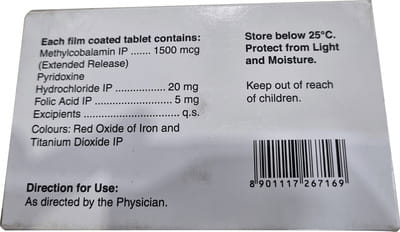 Each film coated tablet contains:
Methylcobalamin IP ....... 1500 mcg
(Extended Release)
Pyridoxine
Hydrochloride IP ................ 20 mg
Folic Acid IP ........................ 5 mg
Excipients ............................. q.s.
Colours: Red Oxide of Iron and
Titanium Dioxide IP
Direction for Use:
As directed by the Physician.
Store below 25°C.
Protect from Light
and Moisture.
Keep out of reach
of children.
8 901117 267169